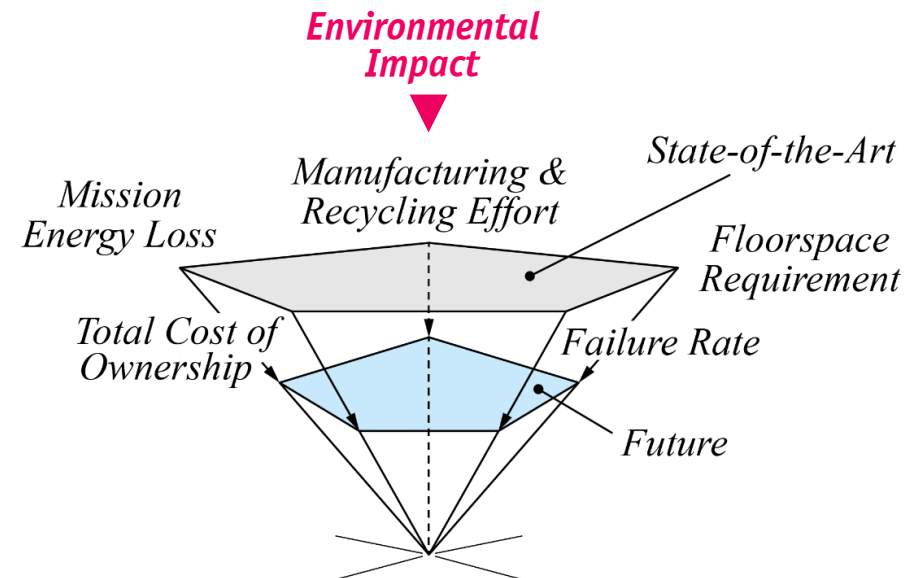 Environmental
Impact
Manufacturing &
Recycling Effort
State-of-the-Art
Mission
Energy Loss
Floorspace
Requirement
Total Cost of
Ownership
Failure Rate
Future